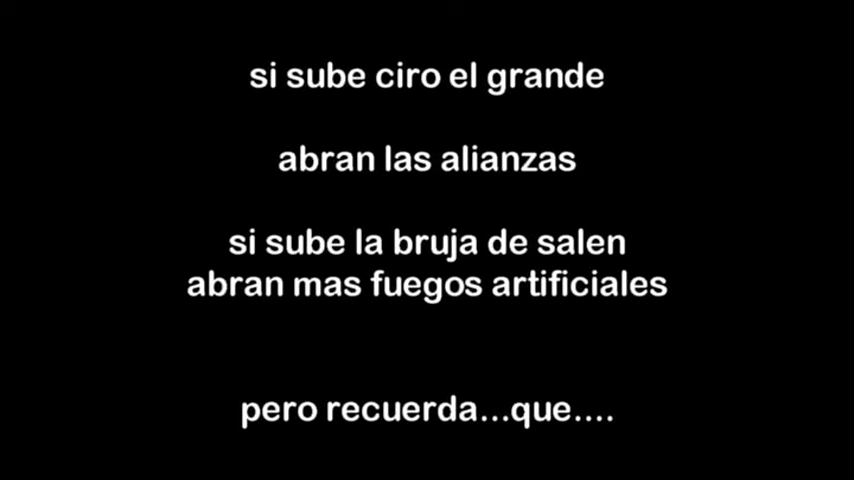 si sube ciro el grande
abran las alianzas
si sube la bruja de salen
abran mas fuegos artificiales
pero recuerda...que....